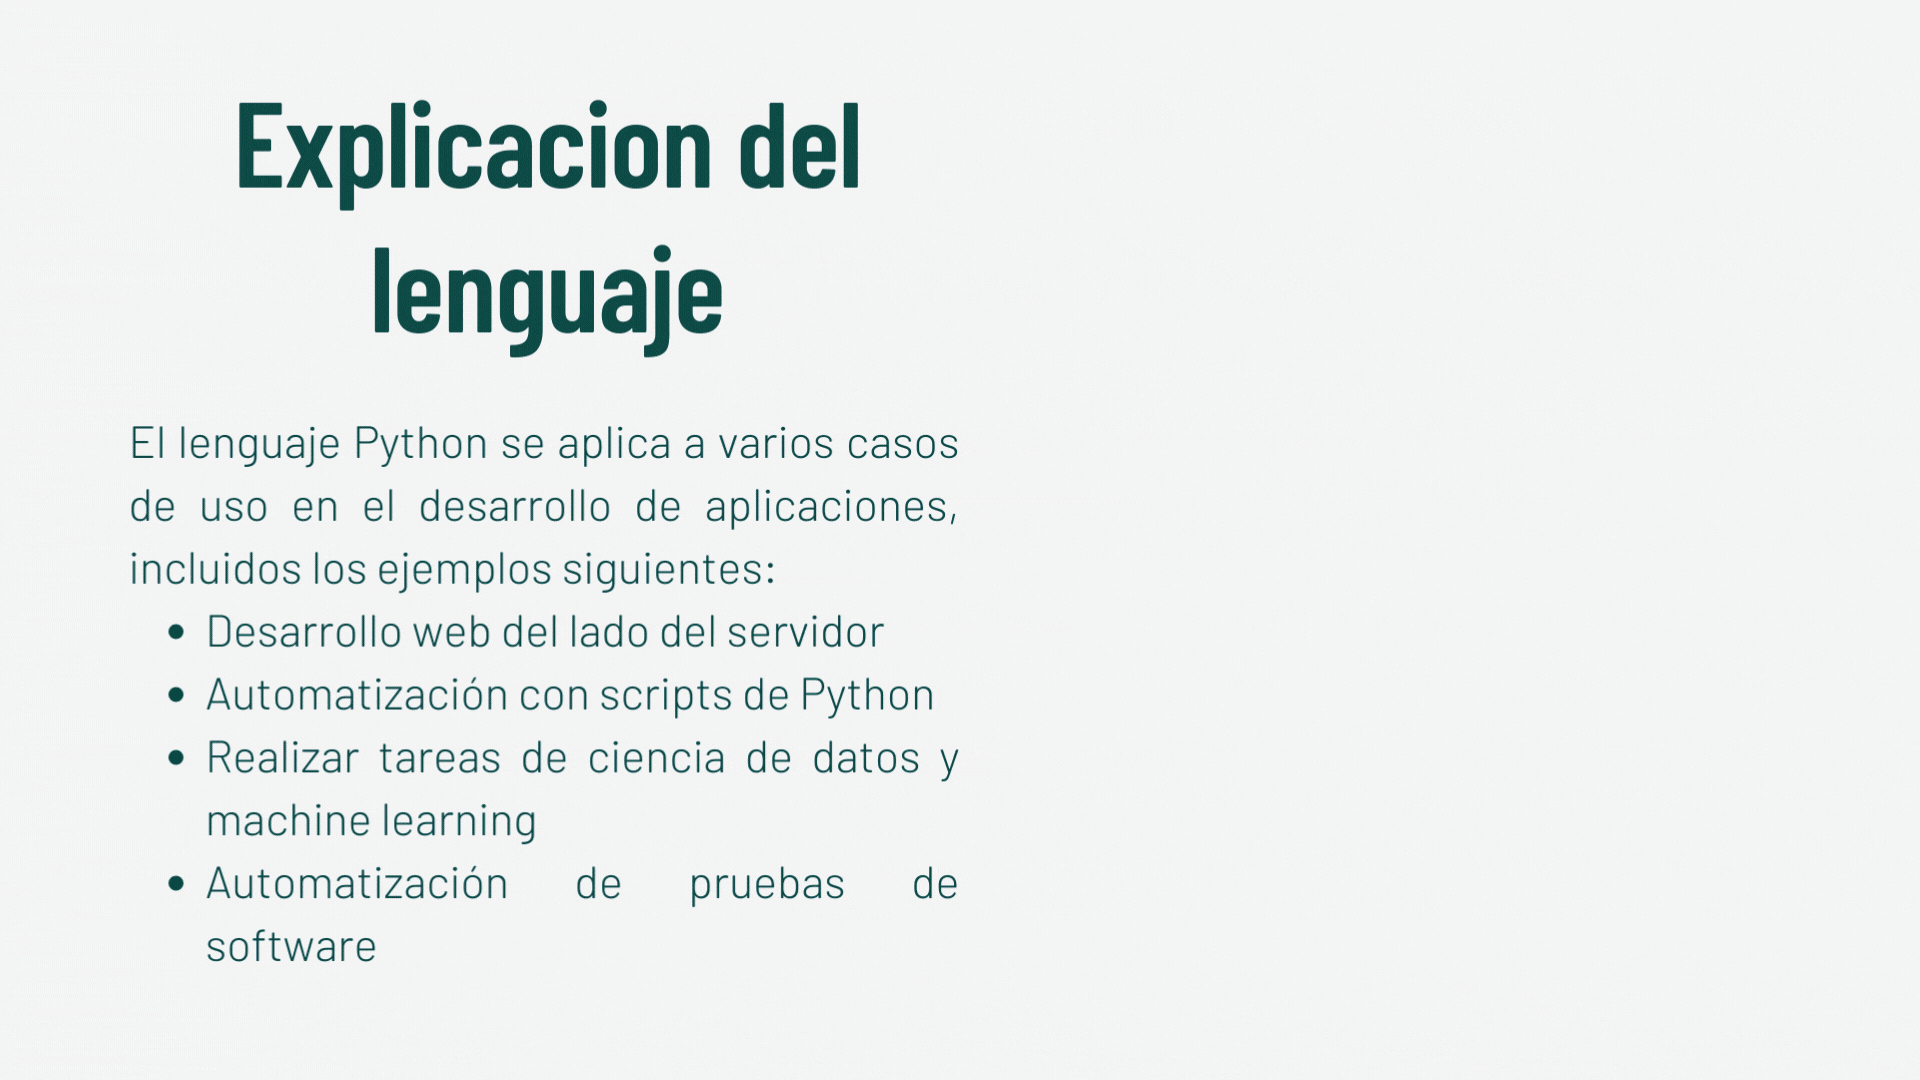 Explicacion del
lenguaje
El lenguaje Python se aplica a varios casos
de uso en el desarrollo de aplicaciones,
incluidos los ejemplos siguientes:
• Desarrollo web del lado del servidor
• Automatización con scripts de Python
• Realizar tareas de ciencia de datos y
machine learning
• Automatización de pruebas de
software